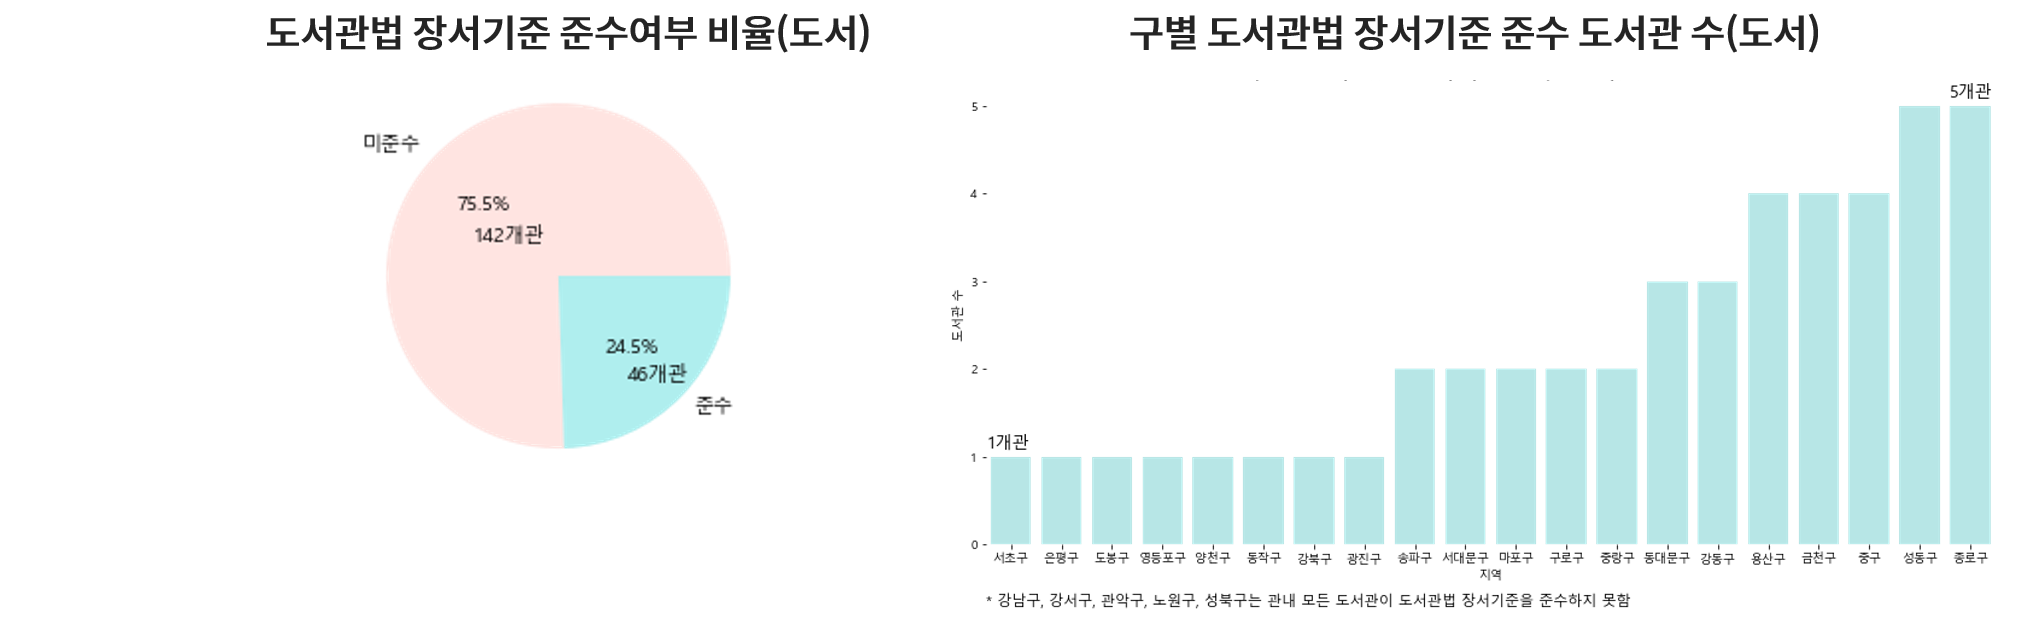 도서관법 장서기준 준수여부 비율(도서)
미준수
75.5%
142개관
24.5%
46개관
준수
구별 도서관법 장서기준 준수 도서관 수(도서)
5개관
5
4
3
도서관 수
2
1개관
1
0
서초구 은평구 도봉구 영등포구 양천구 동작구 강북구 광진구 송파구 서대문구 마포구 구로구 중랑구 동대문구 강동구 용산구 금천구 중구 성동구 종로구
지역
* 강남구, 강서구, 관악구, 노원구, 성북구는 관내 모든 도서관이 도서관법 장서기준을 준수하지 못함